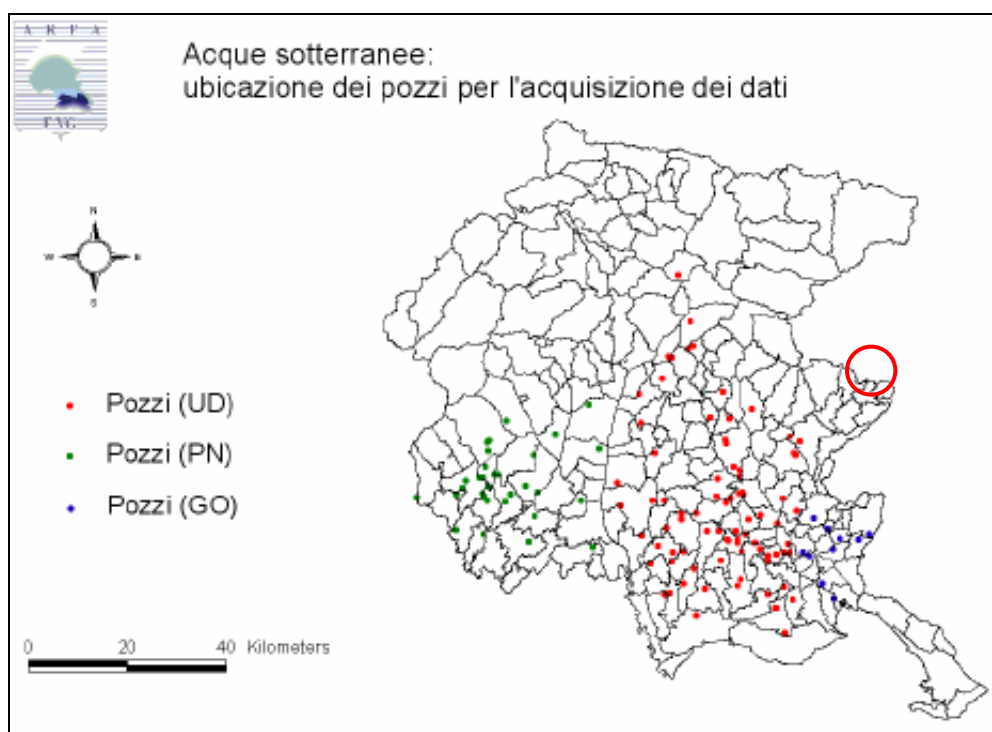 A R P A
F V G
Acque sotterranee:
ubicazione dei pozzi per l'acquisizione dei dati
N
W
E
S
Pozzi (UD)
Pozzi (PN)
Pozzi (GO)
0 20 40 Kilometers